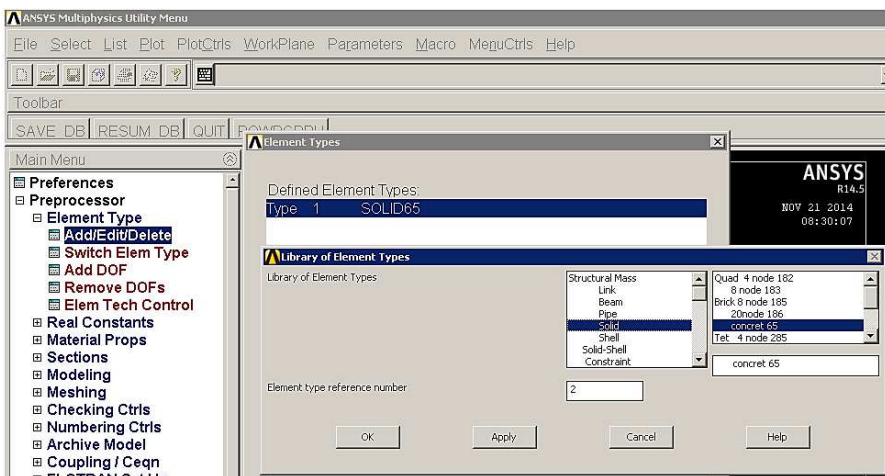 ANSYS Multiphysics Utility Menu
File Select List Plot PlotCtrls WorkPlane Parameters Macro MenuCtrls Help
Toolbar
SAVE_DB RESUM_DB QUIT POWRGRPH
Main Menu
Preferences
Preprocessor
Element Type
Add/Edit/Delete
Switch Elem Type
Add DOF
Remove DOFs
Elem Tech Control
Real Constants
Material Props
Sections
Modeling
Meshing
Checking Ctrls
Numbering Ctrls
Archive Model
Coupling / Ceqn
Element Types
Defined Element Types:
Type 1 SOLID65
ANSYS
R14.5
NOV 21 2014
08:30:07
Library of Element Types
Library of Element Types
Structural Mass
Link
Beam
Pipe
Solid
Shell
Solid-Shell
Constraint
Quad 4 node 182
8 node 183
Brick 8 node 185
20node 186
concret 65
Tet 4 node 285
concret 65
Element type reference number
2
OK Apply Cancel Help